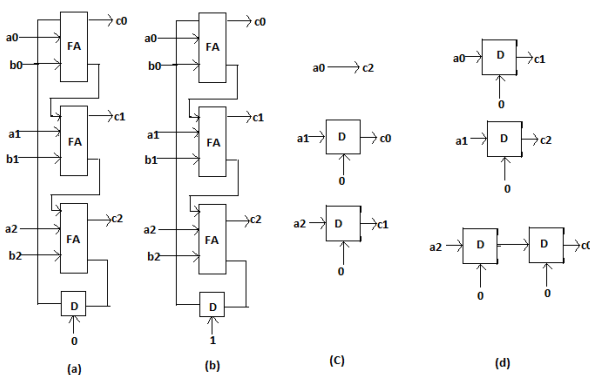 c0
a0
FA
b0
c1
a1
FA
b1
c2
a2
FA
b2
D
0
(a)
c0
a0
FA
b0
c1
a1
FA
b1
c2
a2
FA
b2
D
1
(b)
a0 c2
a1 D c0
0
a2 D c1
0
(C)
a0 D c1
0
a1 D c2
0
a2 D D c0
0 0
(d)